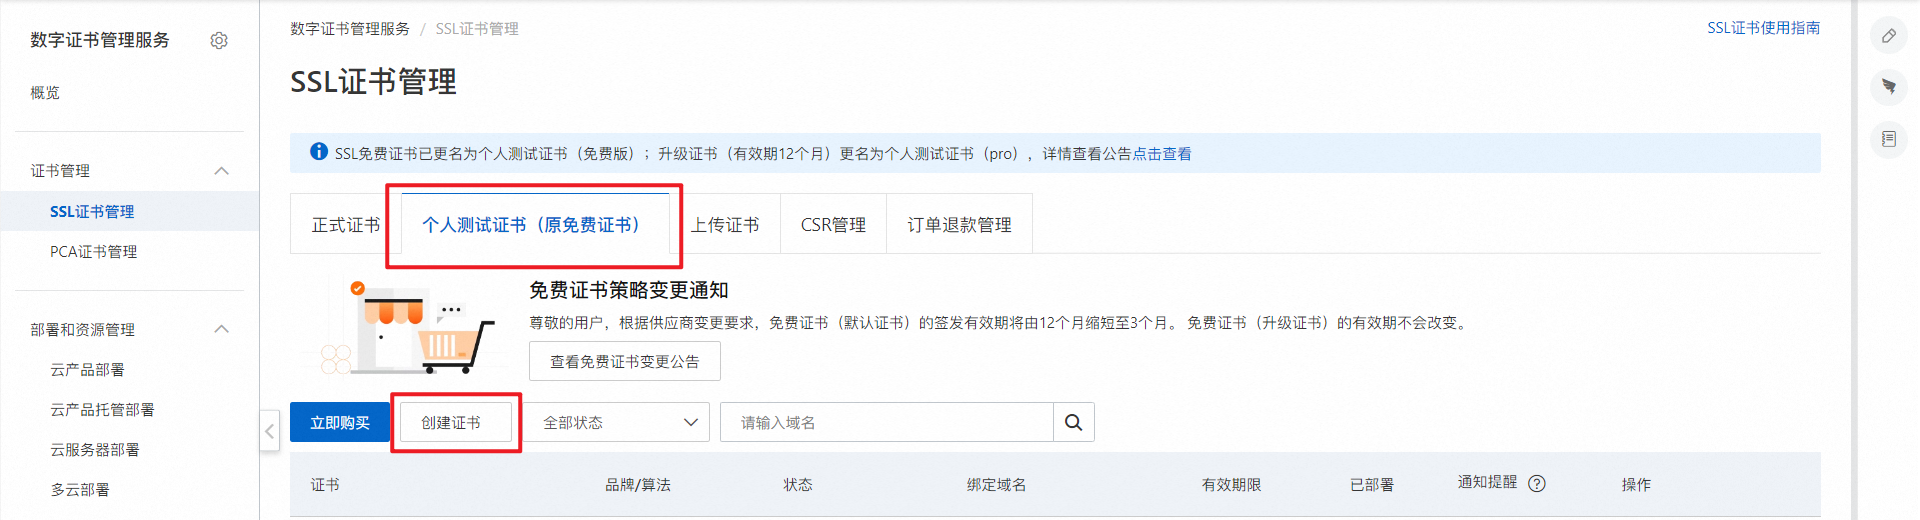 数字证书管理服务
概览
证书管理
SSL证书管理
PCA证书管理
部署和资源管理
云产品部署
云产品托管部署
云服务器部署
多云部署
数字证书管理服务 / SSL证书管理
SSL证书使用指南
SSL证书管理
SSL免费证书已更名为个人测试证书（免费版）；升级证书（有效期12个月）更名为个人测试证书（pro），详情查看公告点击查看
正式证书 个人测试证书（原免费证书） 上传证书 CSR管理 订单退款管理
免费证书策略变更通知
尊敬的用户，根据供应商变更要求，免费证书（默认证书）的签发有效期将由12个月缩短至3个月。 免费证书（升级证书）的有效期不会改变。
查看免费证书变更公告
立即购买 创建证书 全部状态 请输入域名
证书 品牌/算法 状态 绑定域名 有效期限 已部署 通知提醒 操作